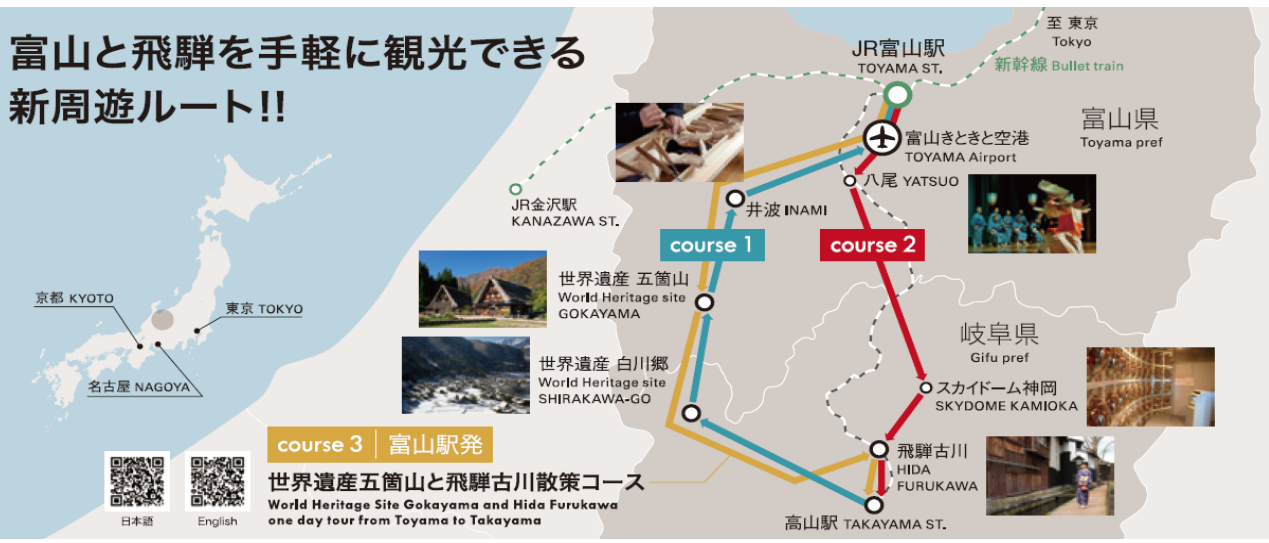 富山と飛騨を手軽に観光できる
新周遊ルート!!
至 東京
Tokyo
JR富山駅
TOYAMA ST.
新幹線 Bullet train
富山県
Toyama pref
富山きときと空港
TOYAMA Airport
八尾 YATSUO
JR金沢駅
KANAZAWA ST.
井波 INAMI
course 1
course 2
世界遺産 五箇山
World Heritage site
GOKAYAMA
京都 KYOTO
東京 TOKYO
名古屋 NAGOYA
世界遺産 白川郷
World Heritage site
SHIRAKAWA-GO
岐阜県
Gifu pref
スカイドーム神岡
SKYDOME KAMIOKA
course 3 | 富山駅発
世界遺産五箇山と飛騨古川散策コース
World Heritage Site Gokayama and Hida Furukawa
one day tour from Toyama to Takayama
飛騨古川
HIDA
FURUKAWA
高山駅 TAKAYAMA ST.
日本語
English